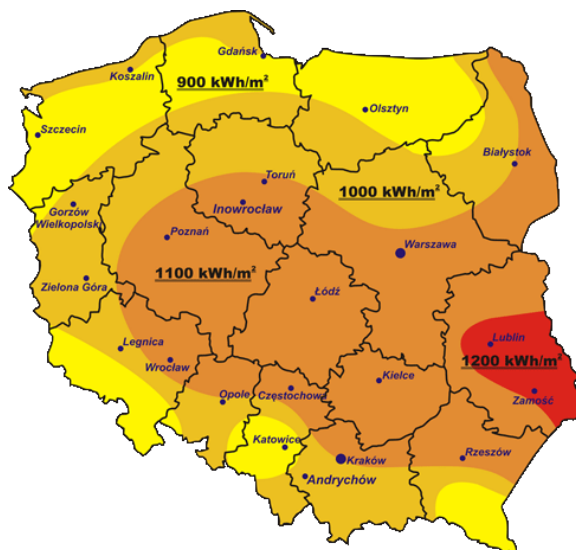 Gdańsk
Koszalin
900 kWh/m²
Olsztyn
Szczecin
Białystok
Toruń
1000 kWh/m²
Inowrocław
Gorzów
Wielkopolski
Poznań
Warszawa
1100 kWh/m²
Zielona Góra
Łódź
Legnica
Lublin
Wrocław
1200 kWh/m²
Kielce
Opole
Częstochowa
Zamość
Katowice
Kraków
Rzeszów
Andrychów